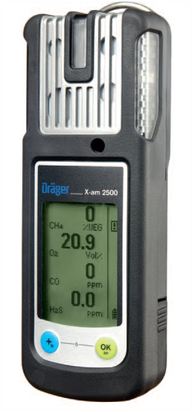 Dräger X-am 2500
0
CH₄ %UEG
20.9
O₂ Vol%
0
CO ppm
0.0
H₂S ppm
OK